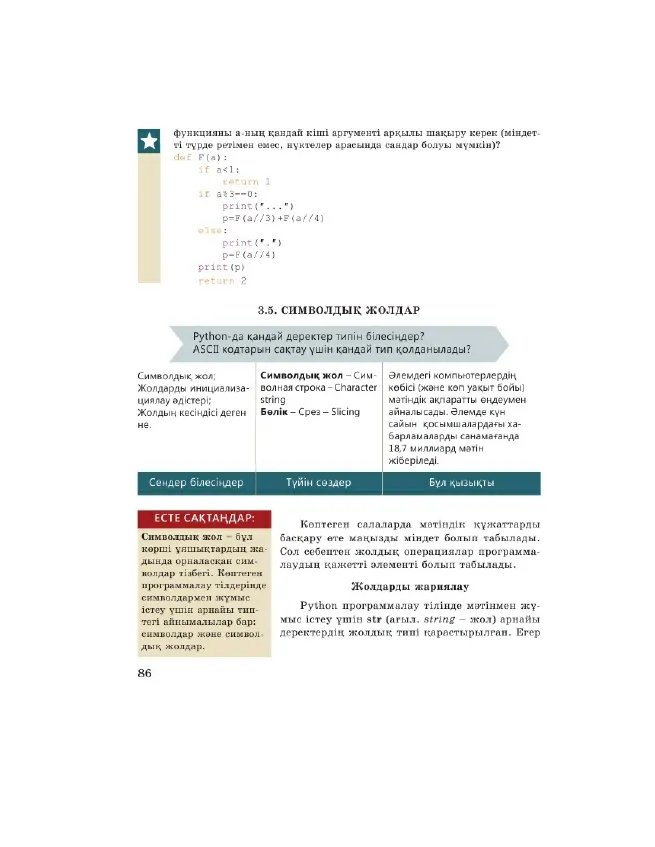 функцияны а-ның қандай кіші аргументі арқылы шақыру керек (міндет-
ті түрде ретімен емес, нүктелер арасында сандар болуы мүмкін)?
def F(a):
if a<1:
return 1
if a%3==0:
print("...")
p=F(a//3)+F(a//4)
else:
print(".")
p=F(a//4)
print(p)
return 2
3.5. СИМВОЛДЫҚ ЖОЛДАР
Python-да қандай деректер типін білесіңдер?
ASCII кодтарын сақтау үшін қандай тип қолданылады?
Символдық жол;
Жолдарды инициализа-
циялау әдістері;
Жолдың кесіндісі деген
не.
Сендер білесіңдер
Символдық жол – Сим-
волная строка – Character
string
Бөлік – Срез – Slicing
Түйін сөздер
Әлемдегі компьютерлердің
көбісі (және көп уақыт бойы)
мәтіндік ақпаратты өңдеумен
айналысады. Әлемде күн
сайын қосымшалардағы ха-
барламаларды санамағанда
18,7 миллиард мәтін
жіберіледі.
Бұл қызықты
ЕСТЕ САҚТАҢДАР:
Символдық жол – бұл
көрші ұяшықтардың жа-
дында орналасқан сим-
волдар тізбегі. Көптеген
программалау тілдерінде
символдармен жұмыс
істеу үшін арнайы тип-
тегі айнымалылар бар:
символдар және символ-
дық жолдар.
Көптеген салаларда мәтіндік құжаттарды
басқару өте маңызды міндет болып табылады.
Сол себептен жолдық операциялар программа-
лаудың қажетті элементі болып табылады.
Жолдарды жариялау
Python программалау тілінде мәтінмен жұ-
мыс істеу үшін str (ағыл. string – жол) арнайы
деректердің жолдық типі қарастырылған. Егер
86